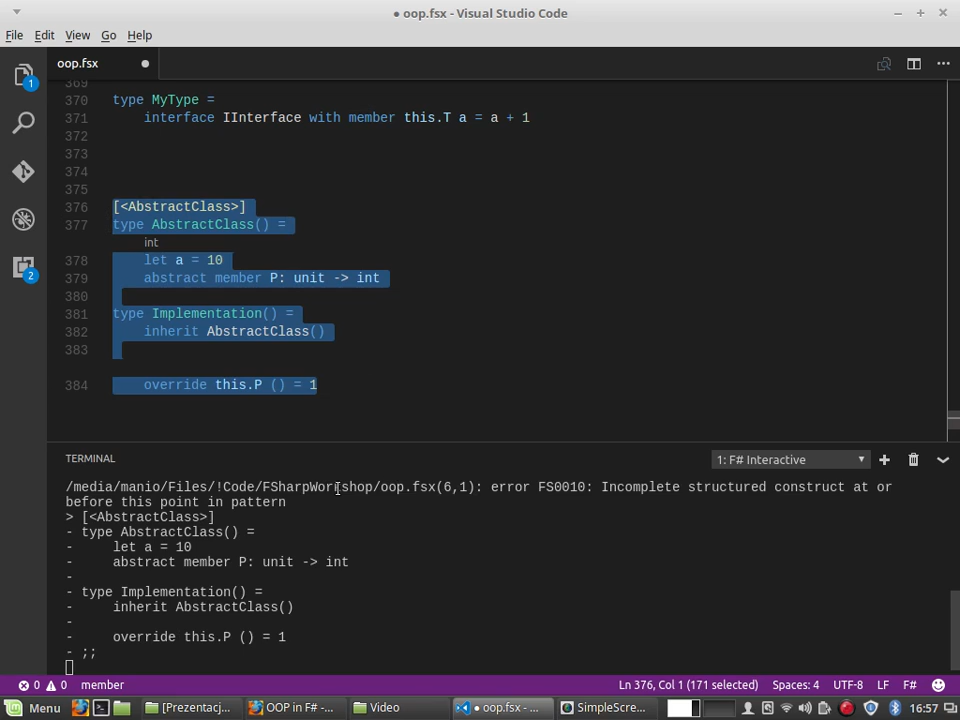 ● oop.fsx - Visual Studio Code
File Edit View Go Help
1
2
oop.fsx
369
370 type MyType =
371 interface IInterface with member this.T a = a + 1
372
373
374
375
376 [<AbstractClass>]
377 type AbstractClass() =
int
378 let a = 10
379 abstract member P: unit -> int
380
381 type Implementation() =
382 inherit AbstractClass()
383
384 override this.P () = 1
TERMINAL
1: F# Interactive
/media/manio/Files/!Code/FSharpWorkshop/oop.fsx(6,1): error FS0010: Incomplete structured construct at or
before this point in pattern
> [<AbstractClass>]
- type AbstractClass() =
- let a = 10
- abstract member P: unit -> int
-
- type Implementation() =
- inherit AbstractClass()
-
- override this.P () = 1
- ;;
0 0 member Ln 376, Col 1 (171 selected) Spaces: 4 UTF-8 LF F#
Menu [Prezentacj... OOP in F# -... Video ● oop.fsx - ... SimpleScre... 16:57